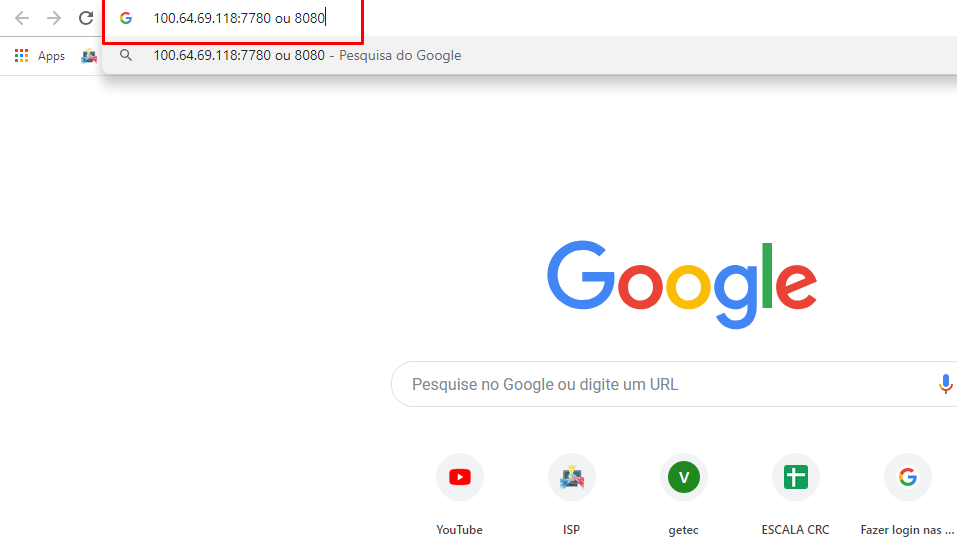 100.64.69.118:7780 ou 8080
Apps
100.64.69.118:7780 ou 8080 - Pesquisa do Google
Google
Pesquise no Google ou digite um URL
V
YouTube
ISP
getec
ESCALA CRC
Fazer login nas ...